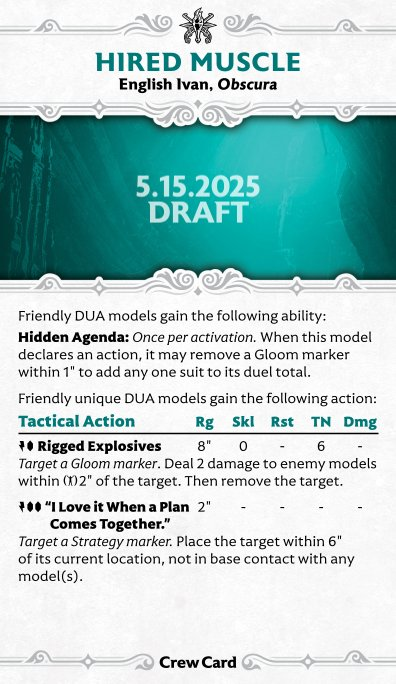 HIRED MUSCLE
English Ivan, Obscura
5.15.2025
DRAFT
Friendly DUA models gain the following ability:
Hidden Agenda: Once per activation. When this model
declares an action, it may remove a Gloom marker
within 1" to add any one suit to its duel total.
Friendly unique DUA models gain the following action:
Tactical Action Rg Skl Rst TN Dmg
Rigged Explosives 8" 0 - 6 -
Target a Gloom marker. Deal 2 damage to enemy models
within 2" of the target. Then remove the target.
“I Love it When a Plan 2" - - - -
Comes Together.”
Target a Strategy marker. Place the target within 6"
of its current location, not in base contact with any
model(s).
Crew Card